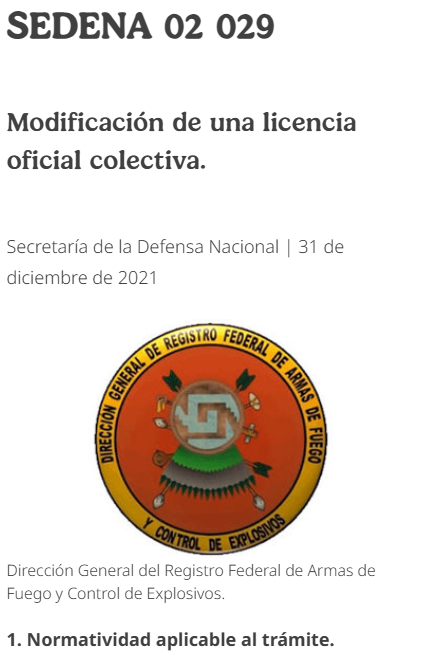 SEDENA 02 029
Modificación de una licencia
oficial colectiva.
Secretaría de la Defensa Nacional | 31 de
diciembre de 2021
DIRECCIÓN GENERAL DE REGISTRO FEDERAL DE ARMAS DE FUEGO
Y CONTROL DE EXPLOSIVOS
Dirección General del Registro Federal de Armas de
Fuego y Control de Explosivos.
1. Normatividad aplicable al trámite.